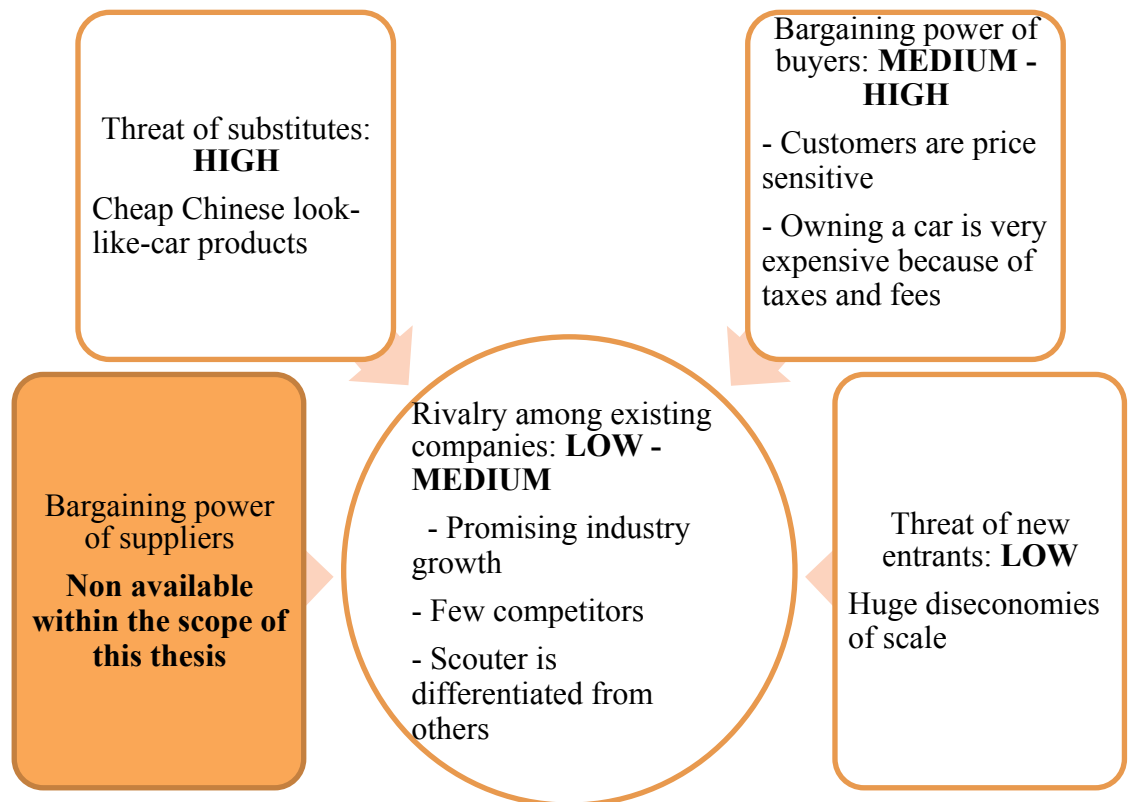 Threat of substitutes:
HIGH
Cheap Chinese look-
like-car products
Bargaining power of
buyers: MEDIUM -
HIGH
- Customers are price
sensitive
- Owning a car is very
expensive because of
taxes and fees
Bargaining power
of suppliers
Non available
within the scope of
this thesis
Rivalry among existing
companies: LOW -
MEDIUM
- Promising industry
growth
- Few competitors
- Scouter is
differentiated from
others
Threat of new
entrants: LOW
Huge diseconomies
of scale